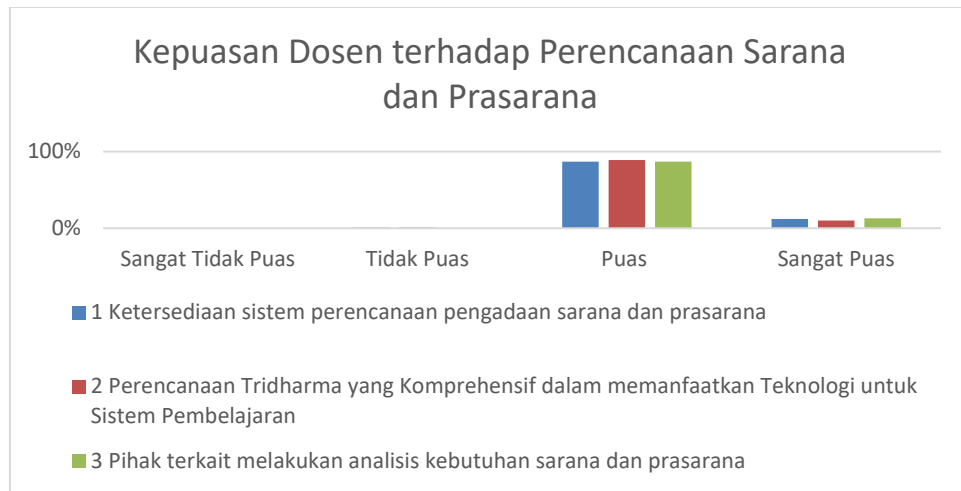 Kepuasan Dosen terhadap Perencanaan Sarana
dan Prasarana
100%
0%
Sangat Tidak Puas Tidak Puas Puas Sangat Puas
1 Ketersediaan sistem perencanaan pengadaan sarana dan prasarana
2 Perencanaan Tridharma yang Komprehensif dalam memanfaatkan Teknologi untuk
Sistem Pembelajaran
3 Pihak terkait melakukan analisis kebutuhan sarana dan prasarana